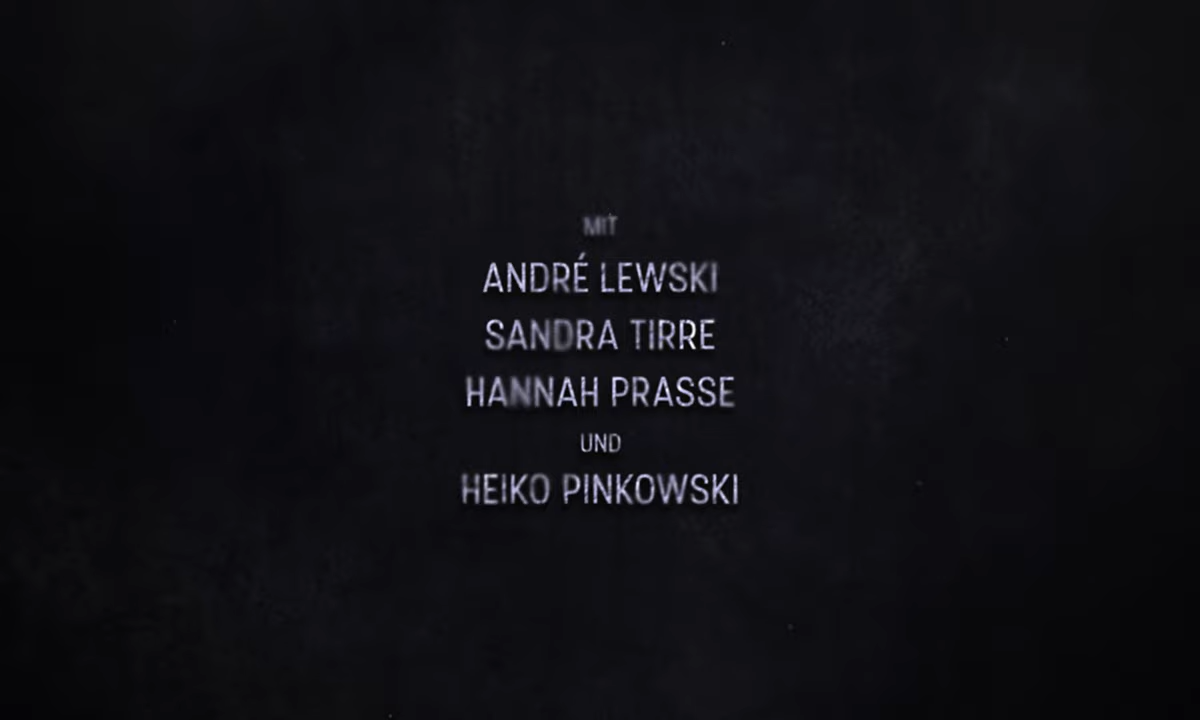 MIT
ANDRÉ LEWSKI
SANDRA TIRRE
HANNAH PRASSE
UND
HEIKO PINKOWSKI